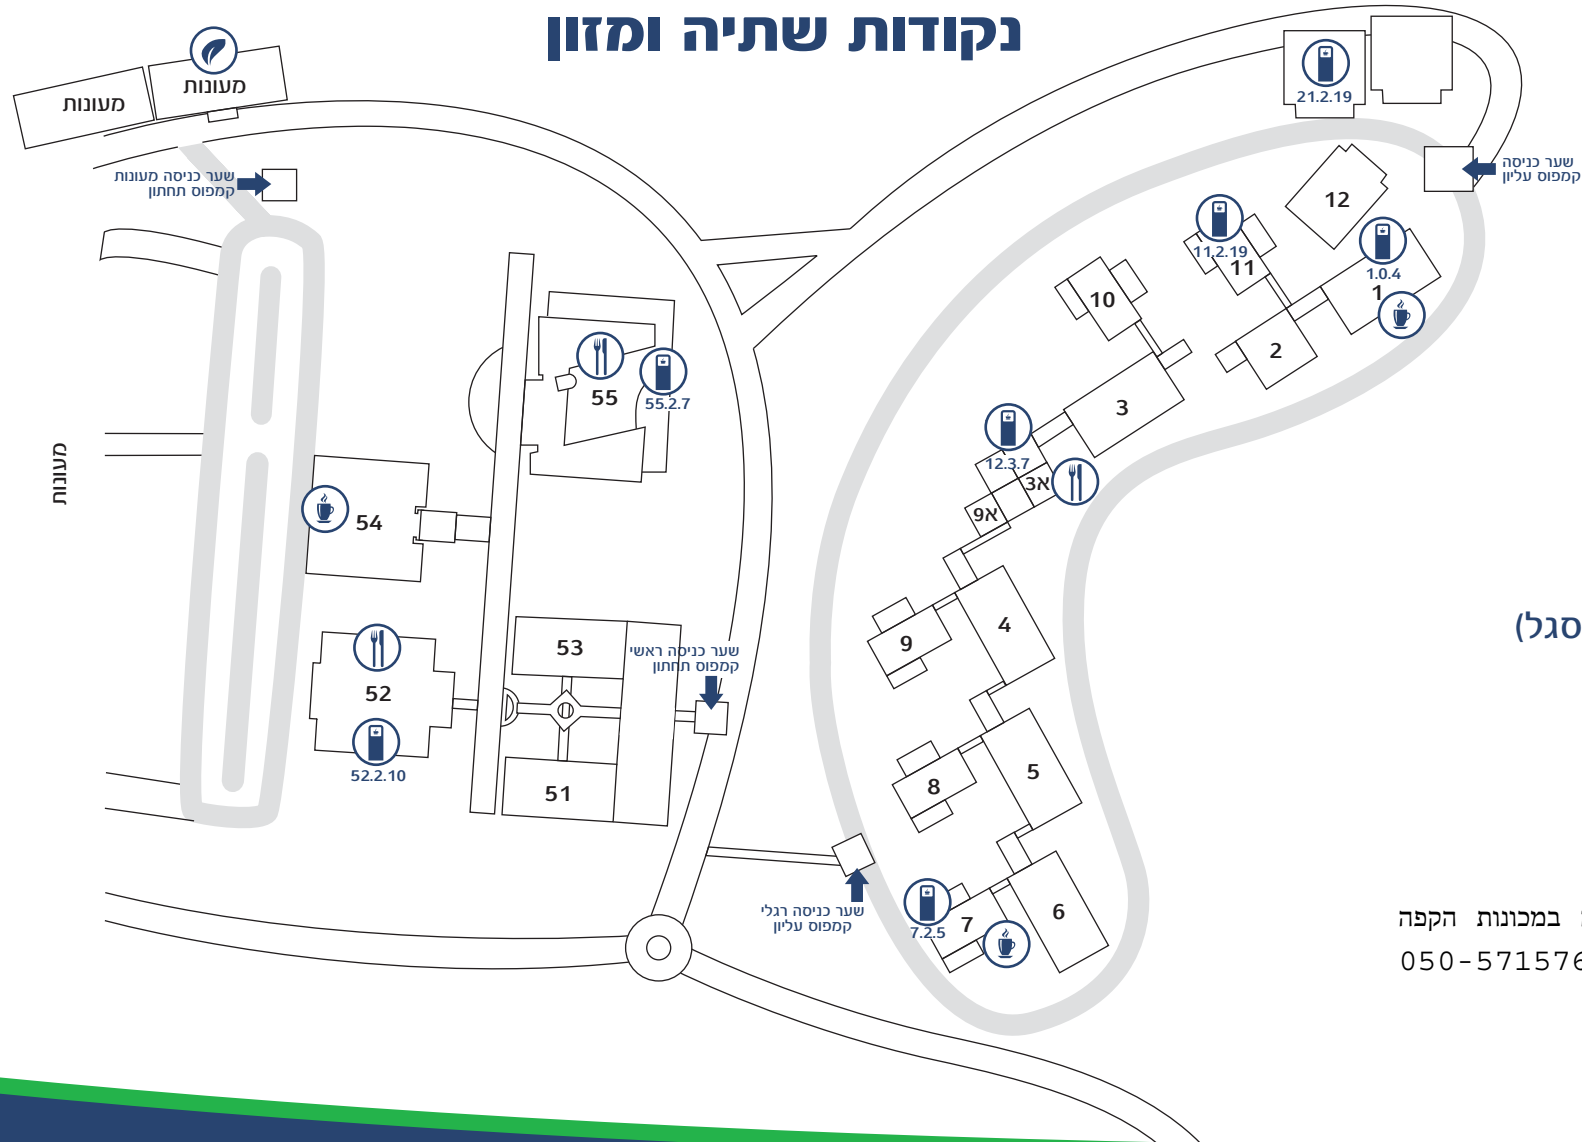 נקודות שתיה ומזון
מעונות
מעונות
שער כניסה מעונות
קמפוס תחתון
21.2.19
שער כניסה
קמפוס עליון
12
11.2.19
11
1.0.4
1
10
2
3
55
55.2.7
12.3.7
3א
9א
מעונות
54
53
שער כניסה ראשי
קמפוס תחתון
52
52.2.10
51
4
9
סגל)
5
8
6
7
7.2.5
שער כניסה רגלי
קמפוס עליון
במכונות הקפה
050-57157